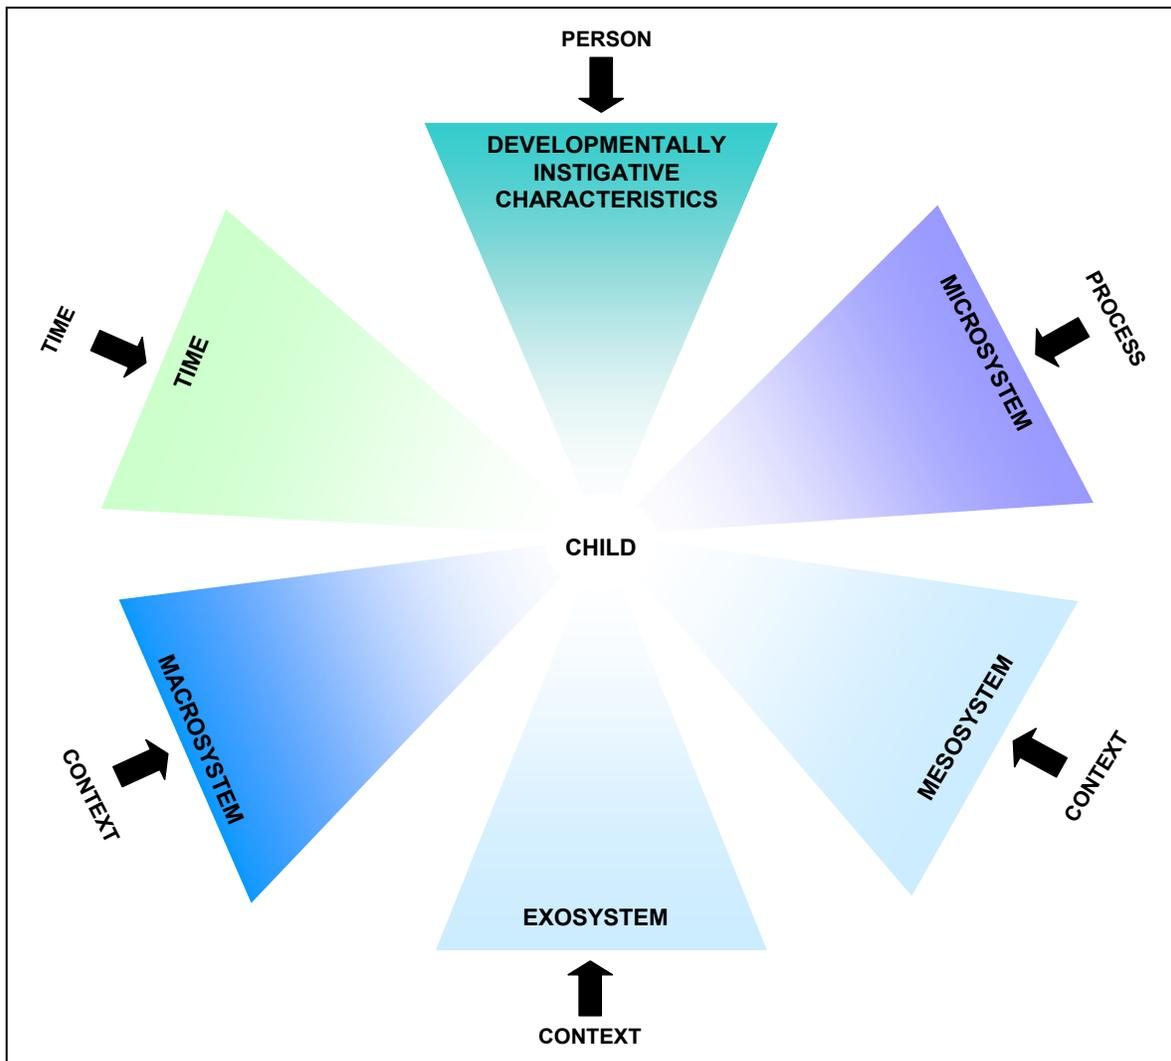 PERSON
DEVELOPMENTALLY
INSTIGATIVE
CHARACTERISTICS
PROCESS
MICROSYSTEM
TIME
TIME
CHILD
MACROSYSTEM
CONTEXT
MESOSYSTEM
CONTEXT
EXOSYSTEM
CONTEXT